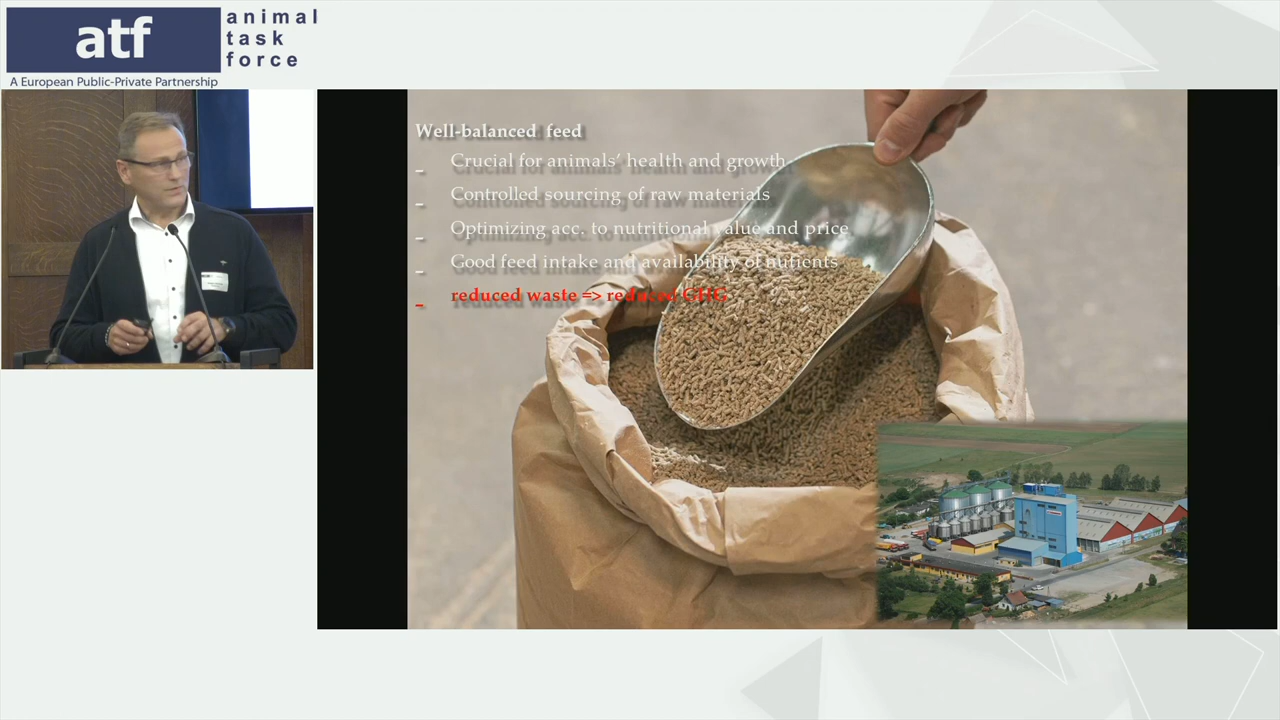 atf
animal
task
force
A European Public-Private Partnership
Well-balanced feed
– Crucial for animals’ health and growth
– Controlled sourcing of raw materials
– Optimizing acc. to nutritional value and price
– Good feed intake and availability of nutients
– reduced waste => reduced GHG